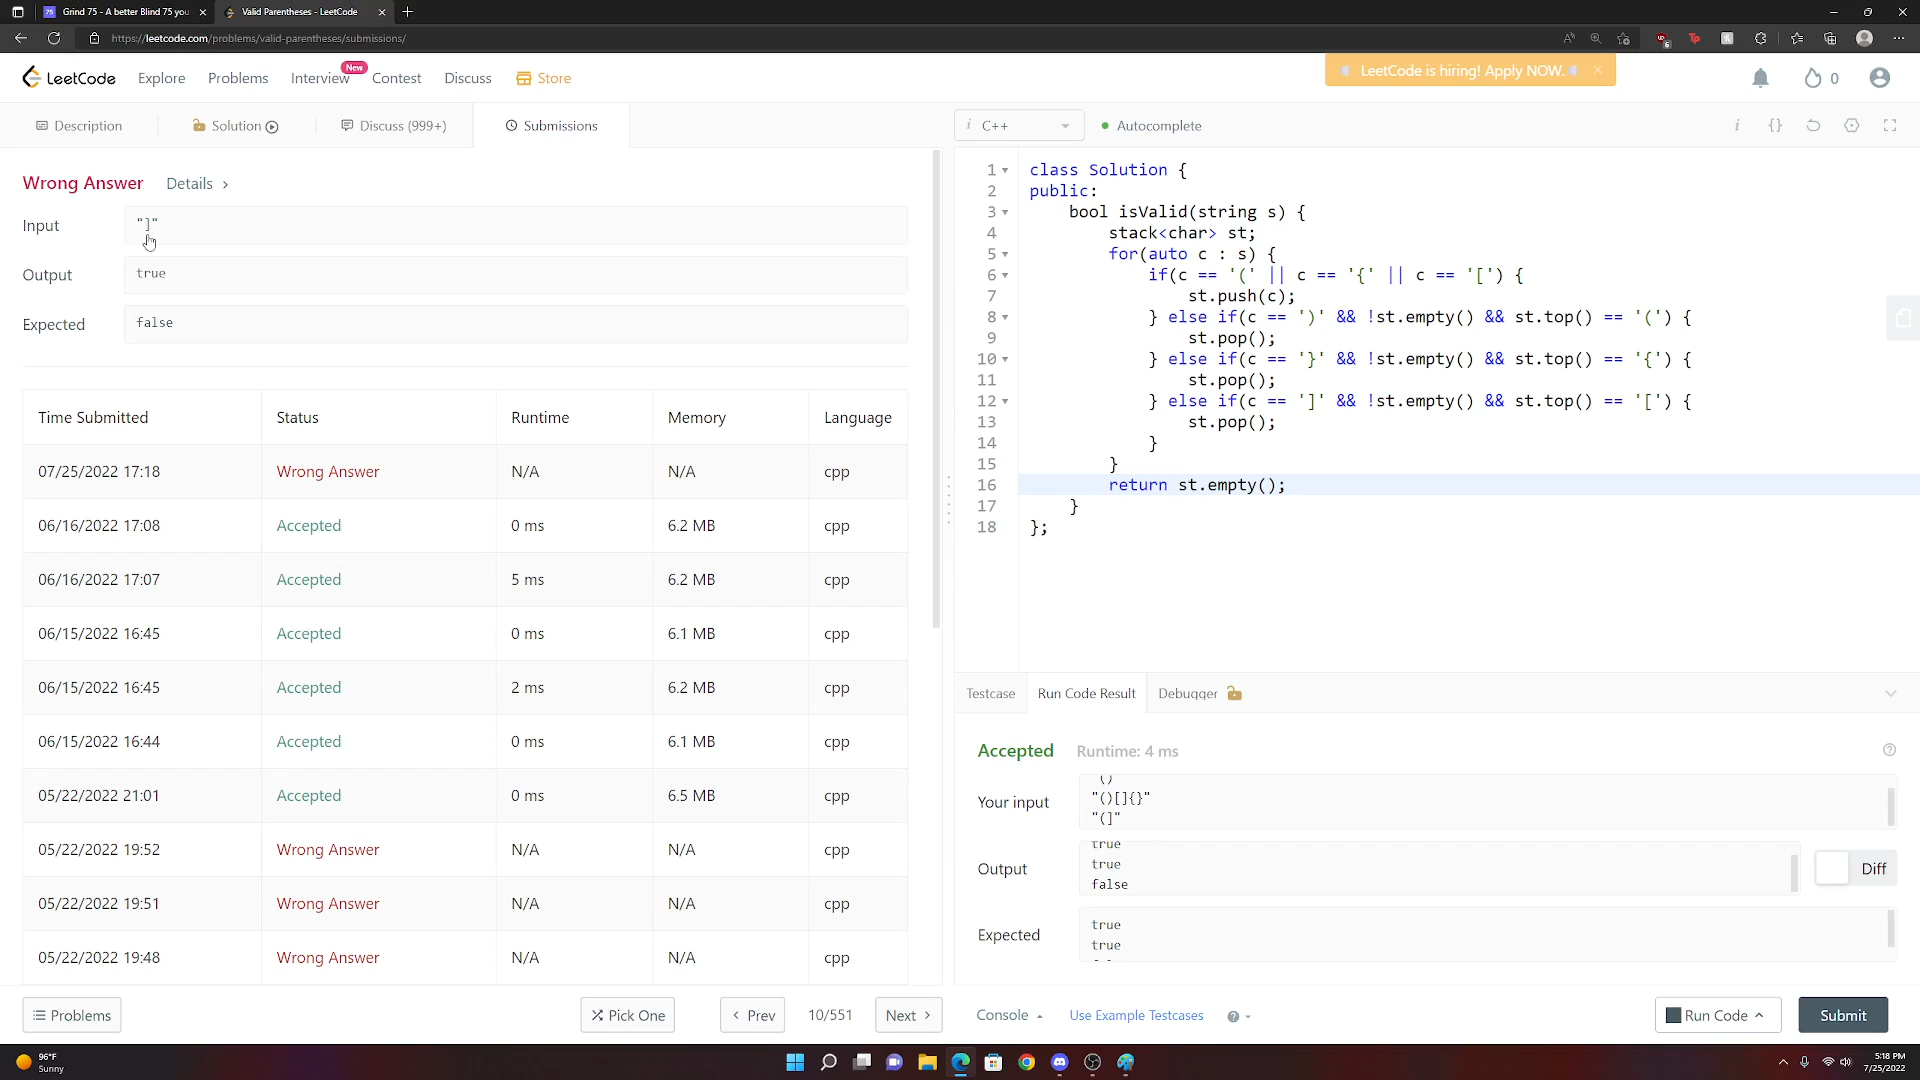 Grind 75 - A better Blind 75 you
Valid Parentheses - LeetCode
https://leetcode.com/problems/valid-parentheses/submissions/
LeetCode
Explore
Problems
Interview
New
Contest
Discuss
Store
LeetCode is hiring! Apply NOW.
0
Description
Solution
Discuss (999+)
Submissions
i C++
Autocomplete
Wrong Answer Details >
Input "]"
Output true
Expected false
Time Submitted Status Runtime Memory Language
07/25/2022 17:18 Wrong Answer N/A N/A cpp
06/16/2022 17:08 Accepted 0 ms 6.2 MB cpp
06/16/2022 17:07 Accepted 5 ms 6.2 MB cpp
06/15/2022 16:45 Accepted 0 ms 6.1 MB cpp
06/15/2022 16:45 Accepted 2 ms 6.2 MB cpp
06/15/2022 16:44 Accepted 0 ms 6.1 MB cpp
05/22/2022 21:01 Accepted 0 ms 6.5 MB cpp
05/22/2022 19:52 Wrong Answer N/A N/A cpp
05/22/2022 19:51 Wrong Answer N/A N/A cpp
05/22/2022 19:48 Wrong Answer N/A N/A cpp
1 class Solution {
2 public:
3 bool isValid(string s) {
4 stack<char> st;
5 for(auto c : s) {
6 if(c == '(' || c == '{' || c == '[') {
7 st.push(c);
8 } else if(c == ')' && !st.empty() && st.top() == '(') {
9 st.pop();
10 } else if(c == '}' && !st.empty() && st.top() == '{') {
11 st.pop();
12 } else if(c == ']' && !st.empty() && st.top() == '[') {
13 st.pop();
14 }
15 }
16 return st.empty();
17 }
18 };
Testcase
Run Code Result
Debugger
Accepted Runtime: 4 ms
Your input
"()[]{}"
"(]"
Output
true
true
false
Diff
Expected
true
true
Problems
Pick One
< Prev
10/551
Next >
Console
Use Example Testcases
Run Code
Submit
96°F
Sunny
5:18 PM
7/25/2022